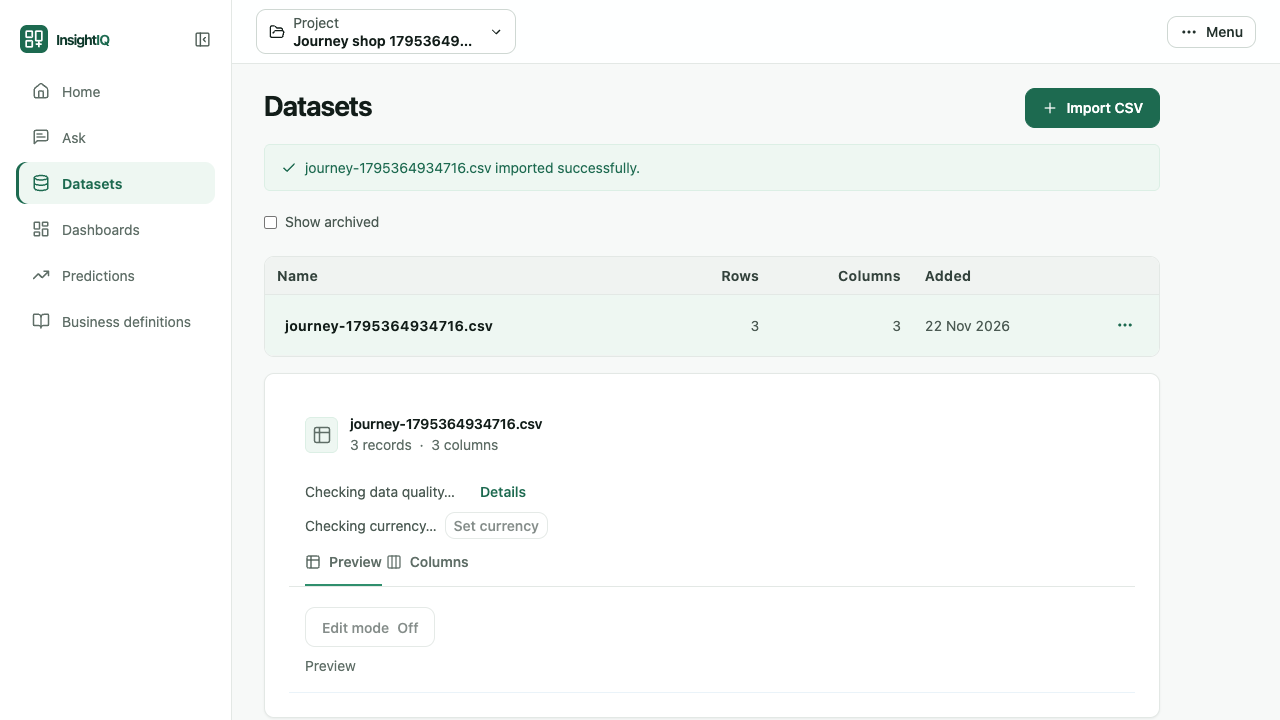 InsightIQ
Home
Ask
Datasets
Dashboards
Predictions
Business definitions
Project
Journey shop 17953649...
Menu
Datasets
Import CSV
journey-1795364934716.csv imported successfully.
Show archived
Name Rows Columns Added
journey-1795364934716.csv 3 3 22 Nov 2026
journey-1795364934716.csv
3 records · 3 columns
Checking data quality... Details
Checking currency... Set currency
Preview Columns
Edit mode Off
Preview